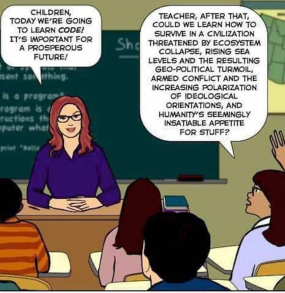 CHILDREN,
TODAY WE'RE GOING
TO LEARN CODE!
IT'S IMPORTANT FOR
A PROSPEROUS
FUTURE!
TEACHER, AFTER THAT,
COULD WE LEARN HOW TO
SURVIVE IN A CIVILIZATION
THREATENED BY ECOSYSTEM
COLLAPSE, RISING SEA
LEVELS AND THE RESULTING
GEO-POLITICAL TURMOIL,
ARMED CONFLICT AND THE
INCREASING POLARIZATION
OF IDEOLOGICAL
ORIENTATIONS, AND
HUMANITY'S SEEMINGLY
INSATIABLE APPETITE
FOR STUFF?
sent something.
is a program
rogram is
ructions th
puter what
print "Hello